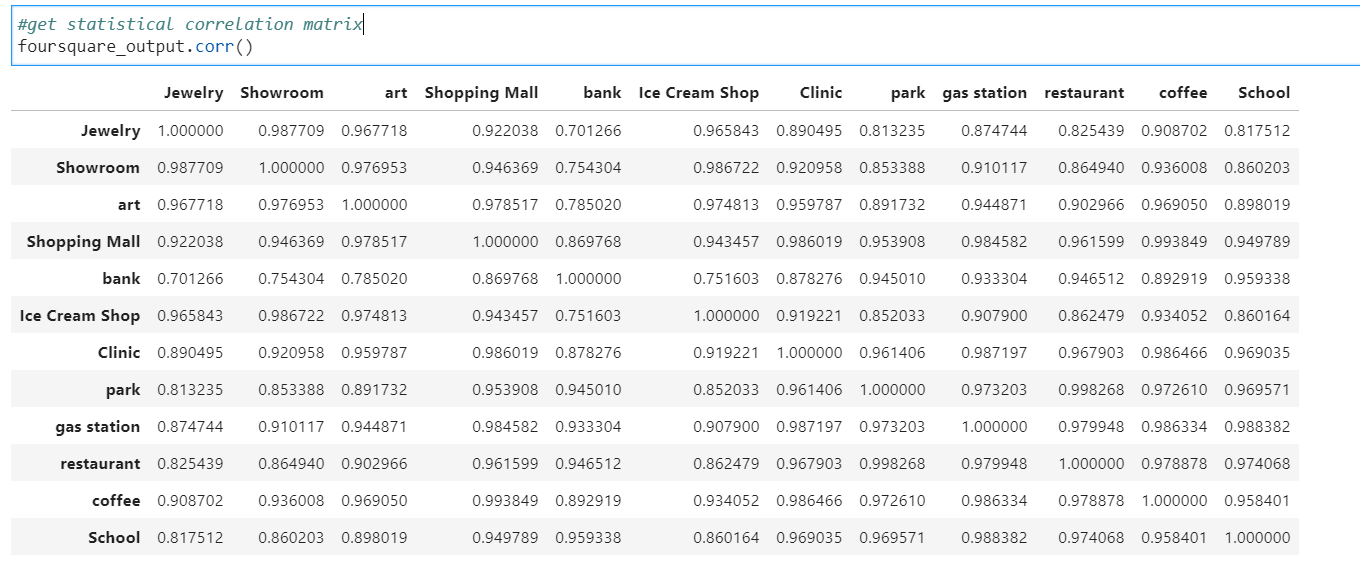 #get statistical correlation matrix
foursquare_output.corr()
Jewelry Showroom art Shopping Mall bank Ice Cream Shop Clinic park gas station restaurant coffee School
Jewelry 1.000000 0.987709 0.967718 0.922038 0.701266 0.965843 0.890495 0.813235 0.874744 0.825439 0.908702 0.817512
Showroom 0.987709 1.000000 0.976953 0.946369 0.754304 0.986722 0.920958 0.853388 0.910117 0.864940 0.936008 0.860203
art 0.967718 0.976953 1.000000 0.978517 0.785020 0.974813 0.959787 0.891732 0.944871 0.902966 0.969050 0.898019
Shopping Mall 0.922038 0.946369 0.978517 1.000000 0.869768 0.943457 0.986019 0.953908 0.984582 0.961599 0.993849 0.949789
bank 0.701266 0.754304 0.785020 0.869768 1.000000 0.751603 0.878276 0.945010 0.933304 0.946512 0.892919 0.959338
Ice Cream Shop 0.965843 0.986722 0.974813 0.943457 0.751603 1.000000 0.919221 0.852033 0.907900 0.862479 0.934052 0.860164
Clinic 0.890495 0.920958 0.959787 0.986019 0.878276 0.919221 1.000000 0.961406 0.987197 0.967903 0.986466 0.969035
park 0.813235 0.853388 0.891732 0.953908 0.945010 0.852033 0.961406 1.000000 0.973203 0.998268 0.972610 0.969571
gas station 0.874744 0.910117 0.944871 0.984582 0.933304 0.907900 0.987197 0.973203 1.000000 0.979948 0.986334 0.988382
restaurant 0.825439 0.864940 0.902966 0.961599 0.946512 0.862479 0.967903 0.998268 0.979948 1.000000 0.978878 0.974068
coffee 0.908702 0.936008 0.969050 0.993849 0.892919 0.934052 0.986466 0.972610 0.986334 0.978878 1.000000 0.958401
School 0.817512 0.860203 0.898019 0.949789 0.959338 0.860164 0.969035 0.969571 0.988382 0.974068 0.958401 1.000000